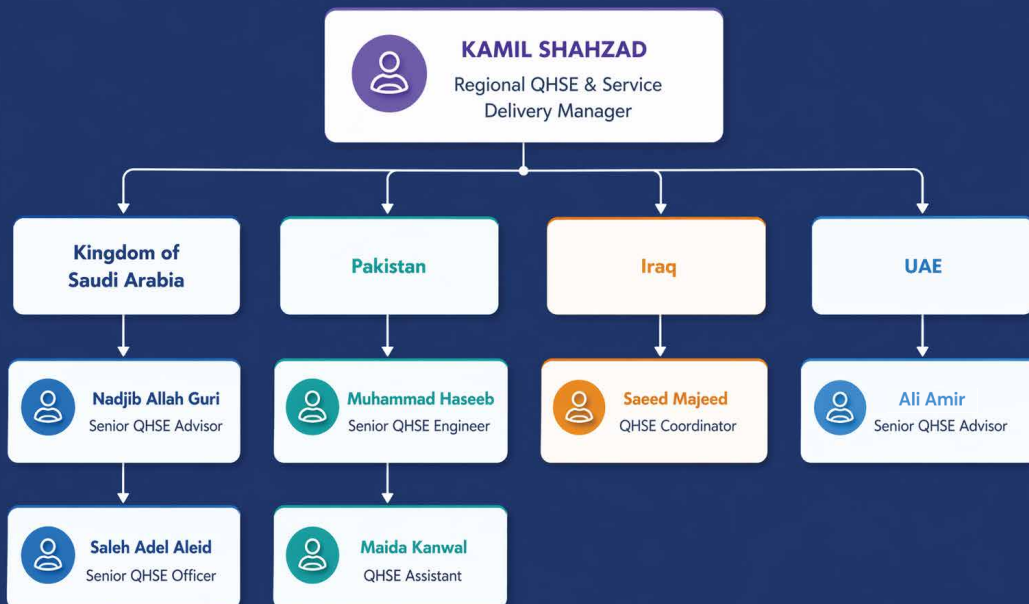 KAMIL SHAHZAD
Regional QHSE & Service
Delivery Manager
Kingdom of
Saudi Arabia
Pakistan
Iraq
UAE
Nadjib Allah Guri
Senior QHSE Advisor
Muhammad Haseeb
Senior QHSE Engineer
Saeed Majeed
QHSE Coordinator
Ali Amir
Senior QHSE Advisor
Saleh Adel Aleid
Senior QHSE Officer
Maida Kanwal
QHSE Assistant